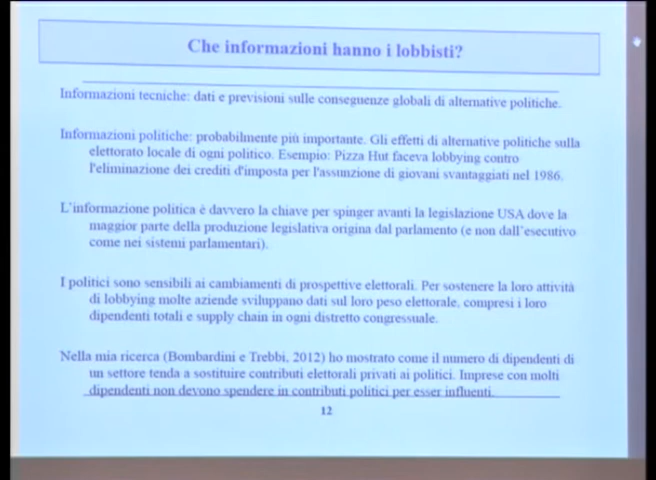 Che informazioni hanno i lobbisti?
Informazioni tecniche: dati e previsioni sulle conseguenze globali di alternative politiche.
Informazioni politiche: probabilmente più importante. Gli effetti di alternative politiche sulla
elettorato locale di ogni politico. Esempio: Pizza Hut faceva lobbying contro
l'eliminazione dei crediti d'imposta per l'assunzione di giovani svantaggiati nel 1986.
L'informazione politica è davvero la chiave per spinger avanti la legislazione USA dove la
maggior parte della produzione legislativa origina dal parlamento (e non dall'esecutivo
come nei sistemi parlamentari).
I politici sono sensibili ai cambiamenti di prospettive elettorali. Per sostenere la loro attività
di lobbying molte aziende sviluppano dati sul loro peso elettorale, compresi i loro
dipendenti totali e supply chain in ogni distretto congressuale.
Nella mia ricerca (Bombardini e Trebbi, 2012) ho mostrato come il numero di dipendenti di
un settore tenda a sostituire contributi elettorali privati ai politici. Imprese con molti
dipendenti non devono spendere in contributi politici per esser influenti.
12